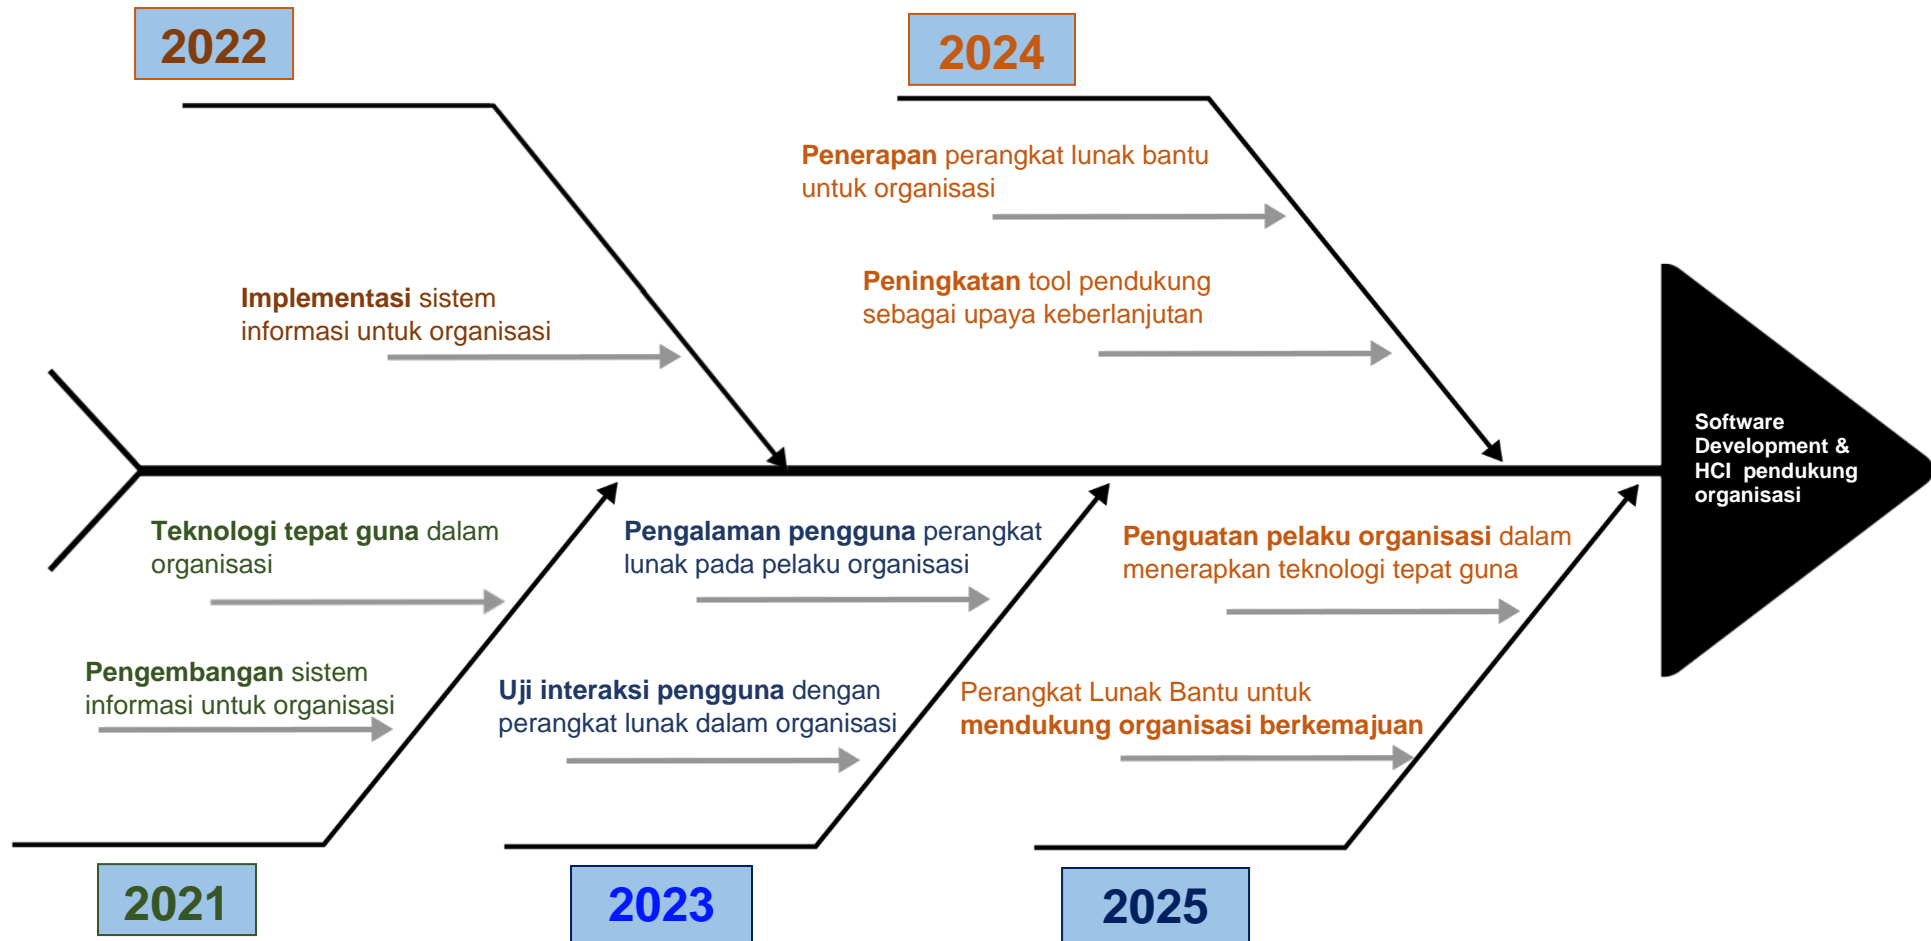 2022
2024
Penerapan perangkat lunak bantu
untuk organisasi
Peningkatan tool pendukung
sebagai upaya keberlanjutan
Implementasi sistem
informasi untuk organisasi
Software
Development &
HCI pendukung
organisasi
Teknologi tepat guna dalam
organisasi
Pengembangan sistem
informasi untuk organisasi
Pengalaman pengguna perangkat
lunak pada pelaku organisasi
Uji interaksi pengguna dengan
perangkat lunak dalam organisasi
Penguatan pelaku organisasi dalam
menerapkan teknologi tepat guna
Perangkat Lunak Bantu untuk
mendukung organisasi berkemajuan
2021
2023
2025